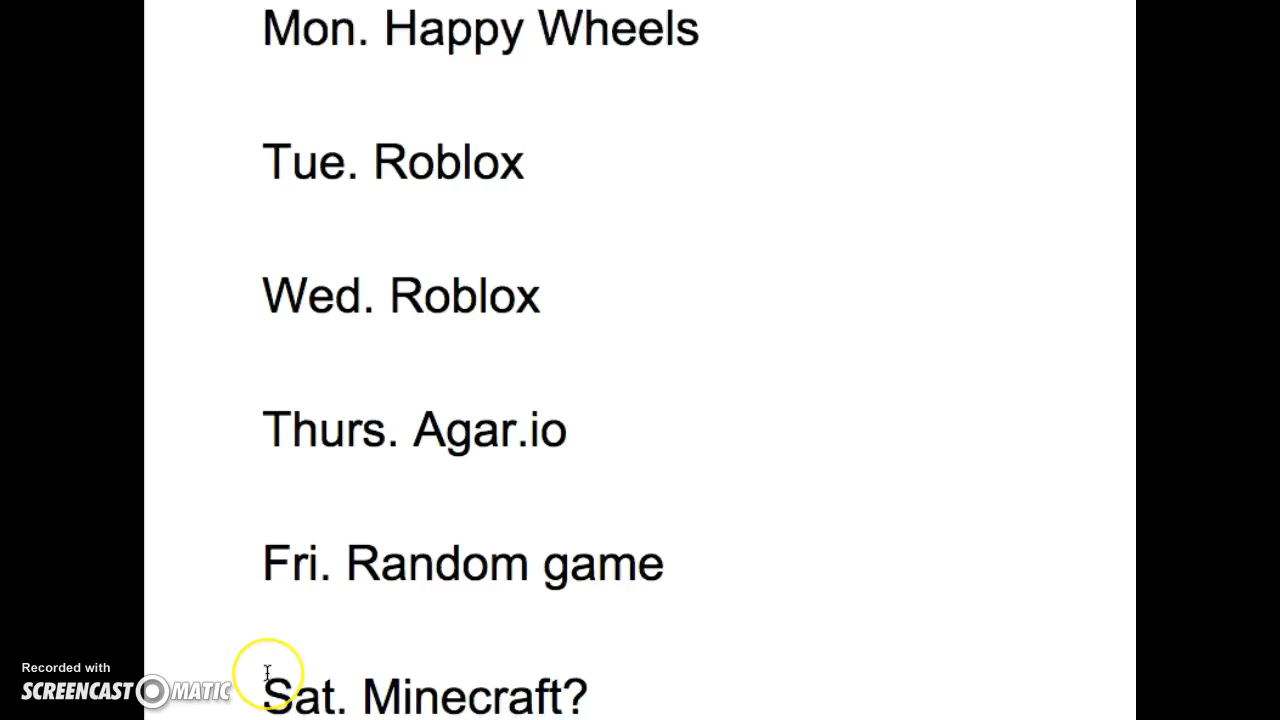 Mon. Happy Wheels
Tue. Roblox
Wed. Roblox
Thurs. Agar.io
Fri. Random game
Sat. Minecraft?
Recorded with
SCREENCAST MATIC